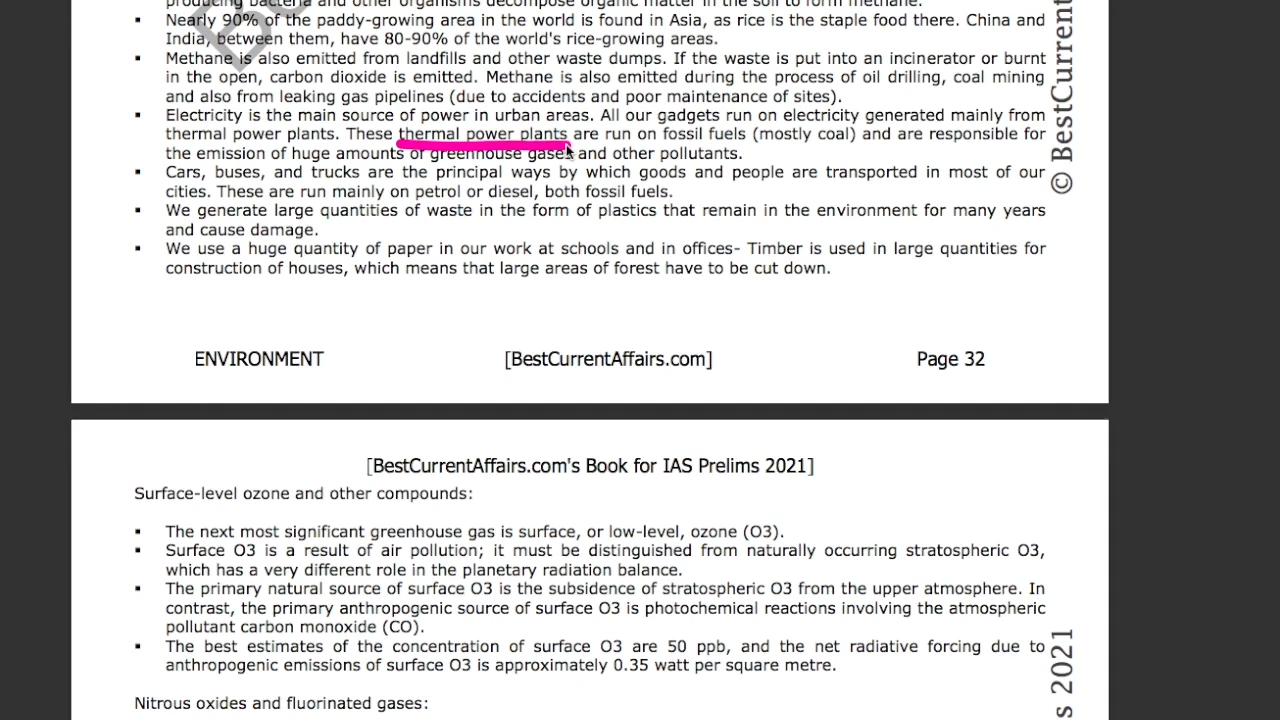 producing bacteria and other organisms decompose organic matter in the soil to form methane.
▪ Nearly 90% of the paddy-growing area in the world is found in Asia, as rice is the staple food there. China and
India, between them, have 80-90% of the world's rice-growing areas.
▪ Methane is also emitted from landfills and other waste dumps. If the waste is put into an incinerator or burnt
in the open, carbon dioxide is emitted. Methane is also emitted during the process of oil drilling, coal mining
and also from leaking gas pipelines (due to accidents and poor maintenance of sites).
▪ Electricity is the main source of power in urban areas. All our gadgets run on electricity generated mainly from
thermal power plants. These thermal power plants are run on fossil fuels (mostly coal) and are responsible for
the emission of huge amounts of greenhouse gases and other pollutants.
▪ Cars, buses, and trucks are the principal ways by which goods and people are transported in most of our
cities. These are run mainly on petrol or diesel, both fossil fuels.
▪ We generate large quantities of waste in the form of plastics that remain in the environment for many years
and cause damage.
▪ We use a huge quantity of paper in our work at schools and in offices- Timber is used in large quantities for
construction of houses, which means that large areas of forest have to be cut down.
© BestCurrent
ENVIRONMENT [BestCurrentAffairs.com] Page 32
[BestCurrentAffairs.com's Book for IAS Prelims 2021]
Surface-level ozone and other compounds:
▪ The next most significant greenhouse gas is surface, or low-level, ozone (O3).
▪ Surface O3 is a result of air pollution; it must be distinguished from naturally occurring stratospheric O3,
which has a very different role in the planetary radiation balance.
▪ The primary natural source of surface O3 is the subsidence of stratospheric O3 from the upper atmosphere. In
contrast, the primary anthropogenic source of surface O3 is photochemical reactions involving the atmospheric
pollutant carbon monoxide (CO).
▪ The best estimates of the concentration of surface O3 are 50 ppb, and the net radiative forcing due to
anthropogenic emissions of surface O3 is approximately 0.35 watt per square metre.
Nitrous oxides and fluorinated gases:
s 2021